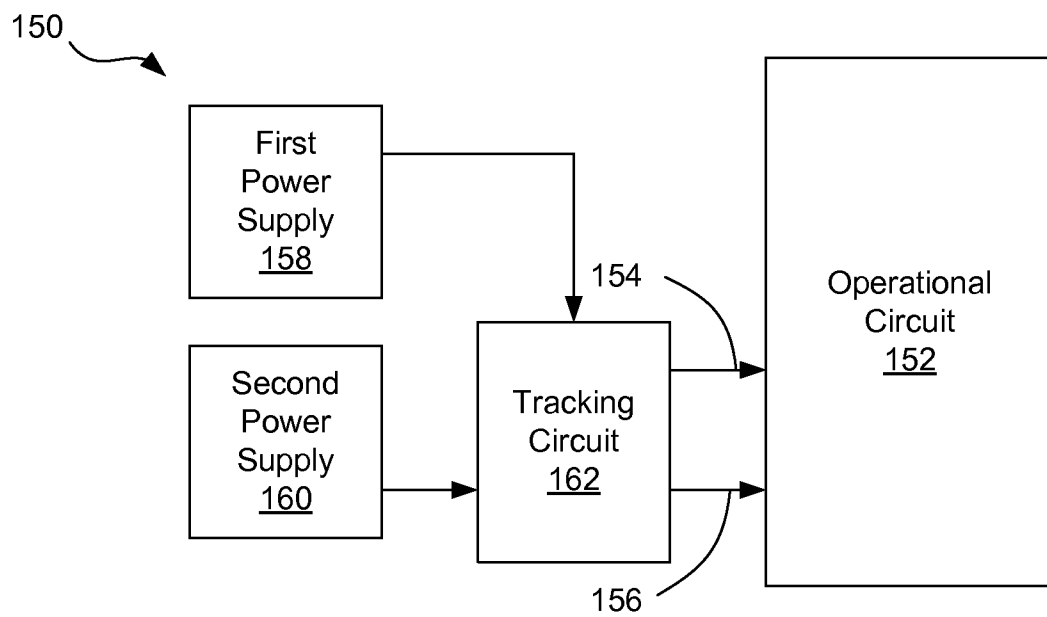 150
First
Power
Supply
158
154
Operational
Circuit
152
Second
Power
Supply
160
Tracking
Circuit
162
156